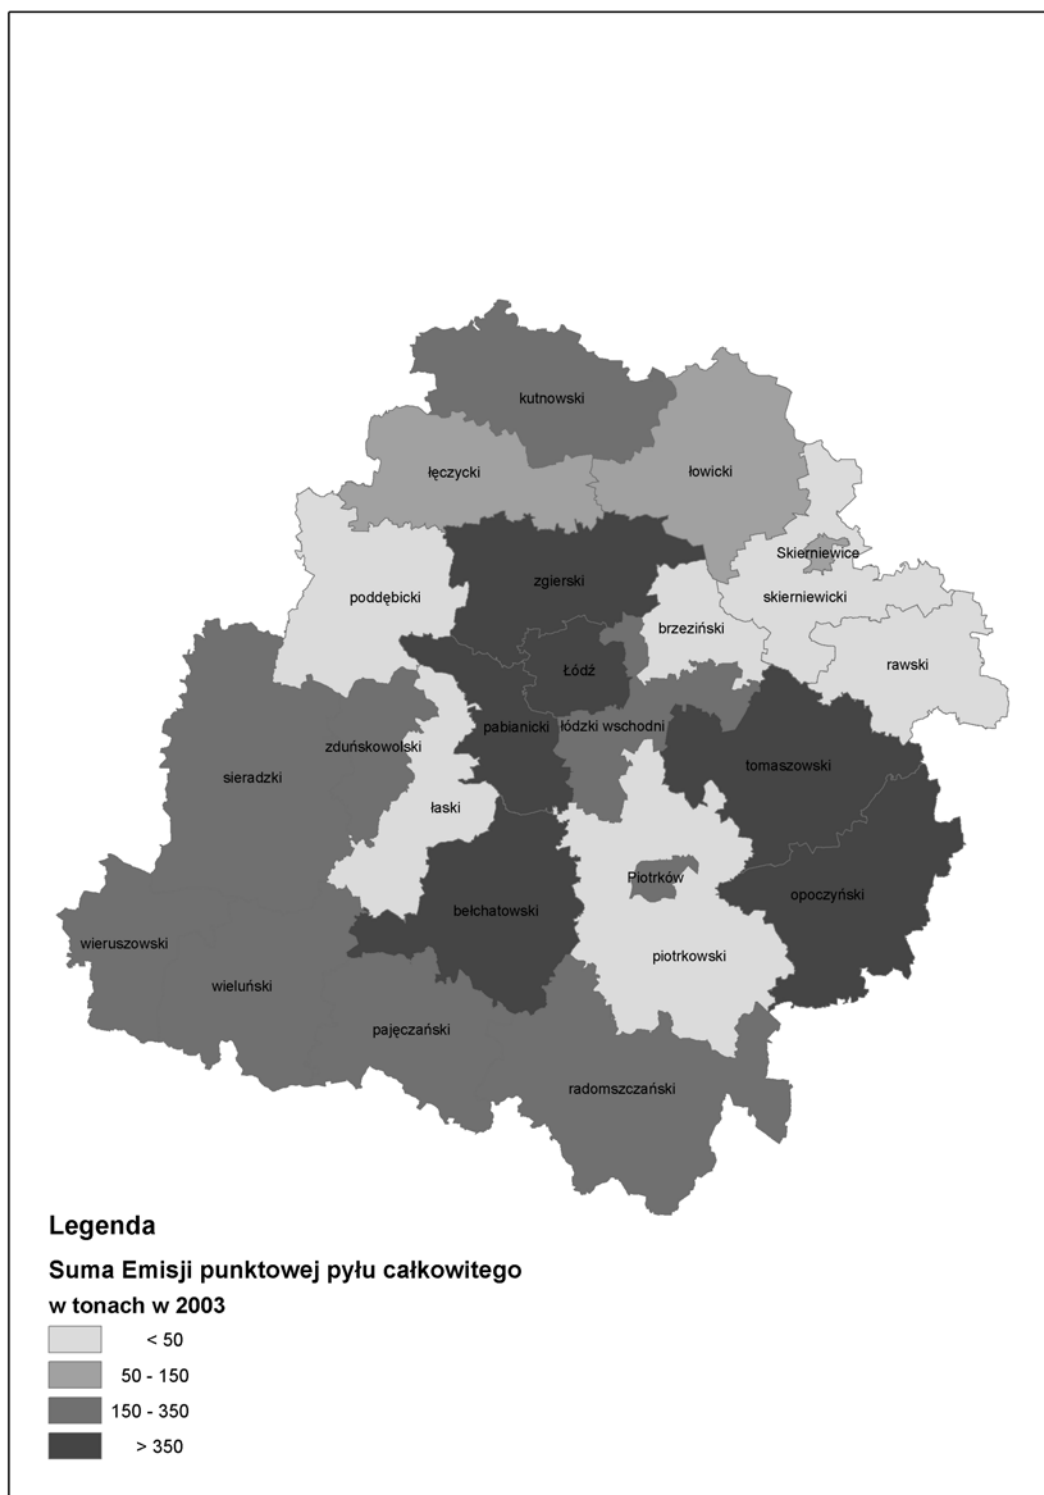 kutnowski
łęczycki
łowicki
Skierniewice
zgierski
poddębicki
skierniewicki
brzeziński
rawski
Łódź
pabianicki
łódzki wschodni
zduńskowolski
tomaszowski
sieradzki
łaski
Piotrków
opoczyński
bełchatowski
wieruszowski
piotrkowski
wieluński
pajęczański
radomszczański
Legenda
Suma Emisji punktowej pyłu całkowitego
w tonach w 2003
< 50
50 - 150
150 - 350
> 350